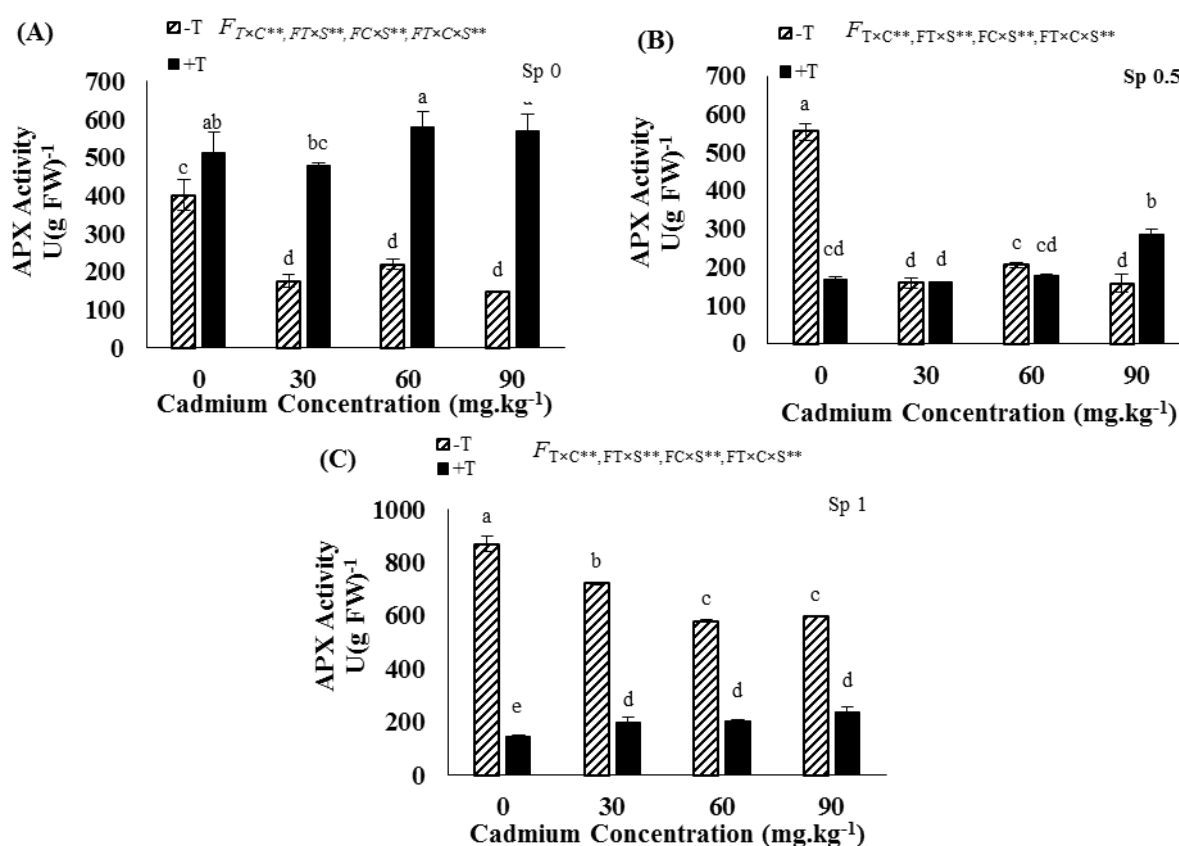 (A)
-T
F T×C**, FT×S**, FC×S**, FT×C×S**
+T
Sp 0
APX Activity
U(g FW)⁻¹
700
600
500
400
300
200
100
0
c
ab
d
bc
d
a
d
0 30 60 90
Cadmium Concentration (mg.kg⁻¹)
(B)
-T
F T×C**, FT×S**, FC×S**, FT×C×S**
+T
Sp 0.5
APX Activity
U(g FW)⁻¹
700
600
500
400
300
200
100
0
a
cd
d
d
c
cd
d
b
0 30 60 90
Cadmium Concentration (mg.kg⁻¹)
(C)
-T
F T×C**, FT×S**, FC×S**, FT×C×S**
+T
Sp 1
APX Activity
U(g FW)⁻¹
1000
800
600
400
200
0
a
e
b
d
c
d
c
d
0 30 60 90
Cadmium Concentration (mg.kg⁻¹)